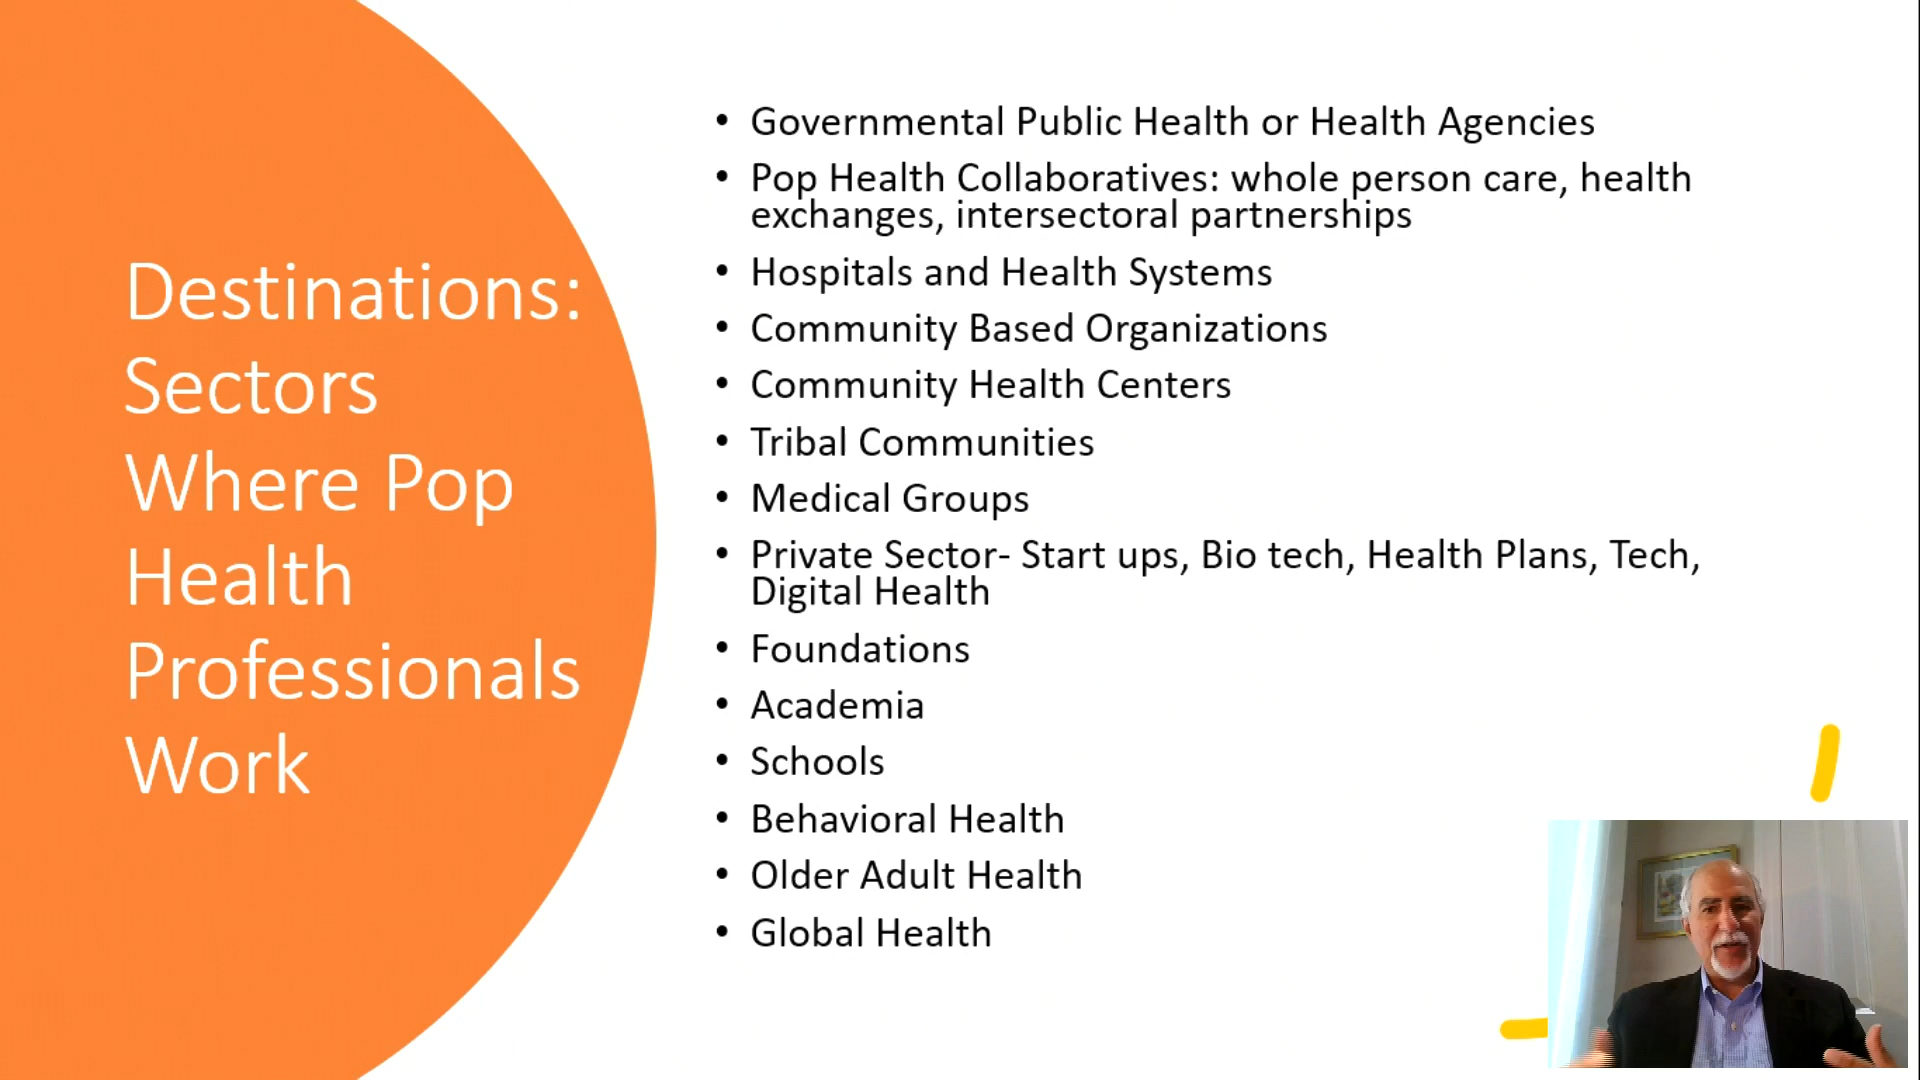 Destinations:
Sectors
Where Pop
Health
Professionals
Work
• Governmental Public Health or Health Agencies
• Pop Health Collaboratives: whole person care, health
exchanges, intersectoral partnerships
• Hospitals and Health Systems
• Community Based Organizations
• Community Health Centers
• Tribal Communities
• Medical Groups
• Private Sector- Start ups, Bio tech, Health Plans, Tech,
Digital Health
• Foundations
• Academia
• Schools
• Behavioral Health
• Older Adult Health
• Global Health